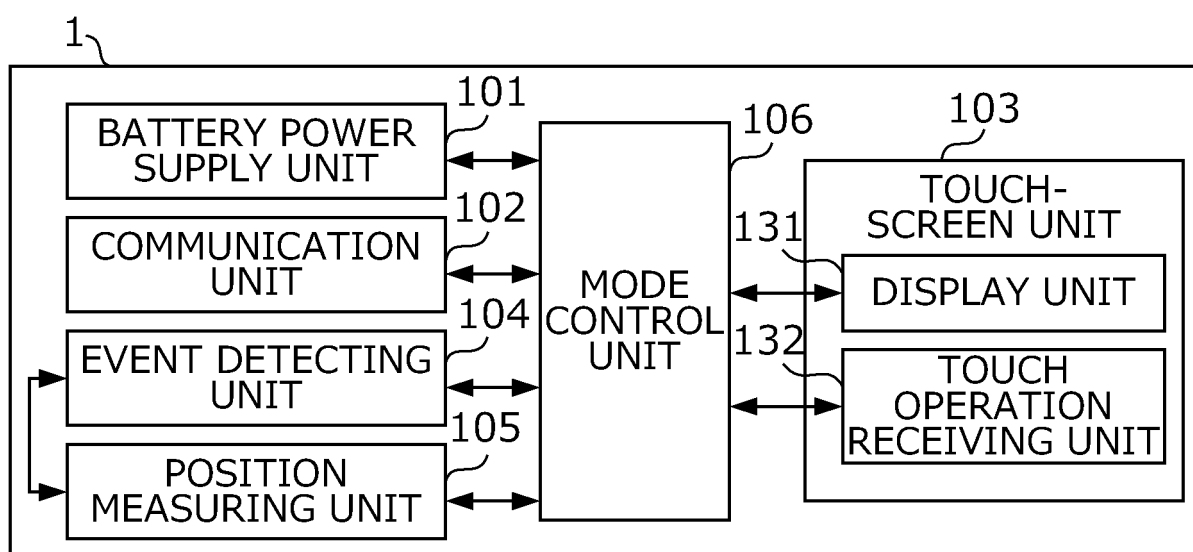 1
101
BATTERY POWER
SUPPLY UNIT
102
COMMUNICATION
UNIT
104
EVENT DETECTING
UNIT
105
POSITION
MEASURING UNIT
106
MODE
CONTROL
UNIT
103
TOUCH-
SCREEN UNIT
131
DISPLAY UNIT
132
TOUCH
OPERATION
RECEIVING UNIT